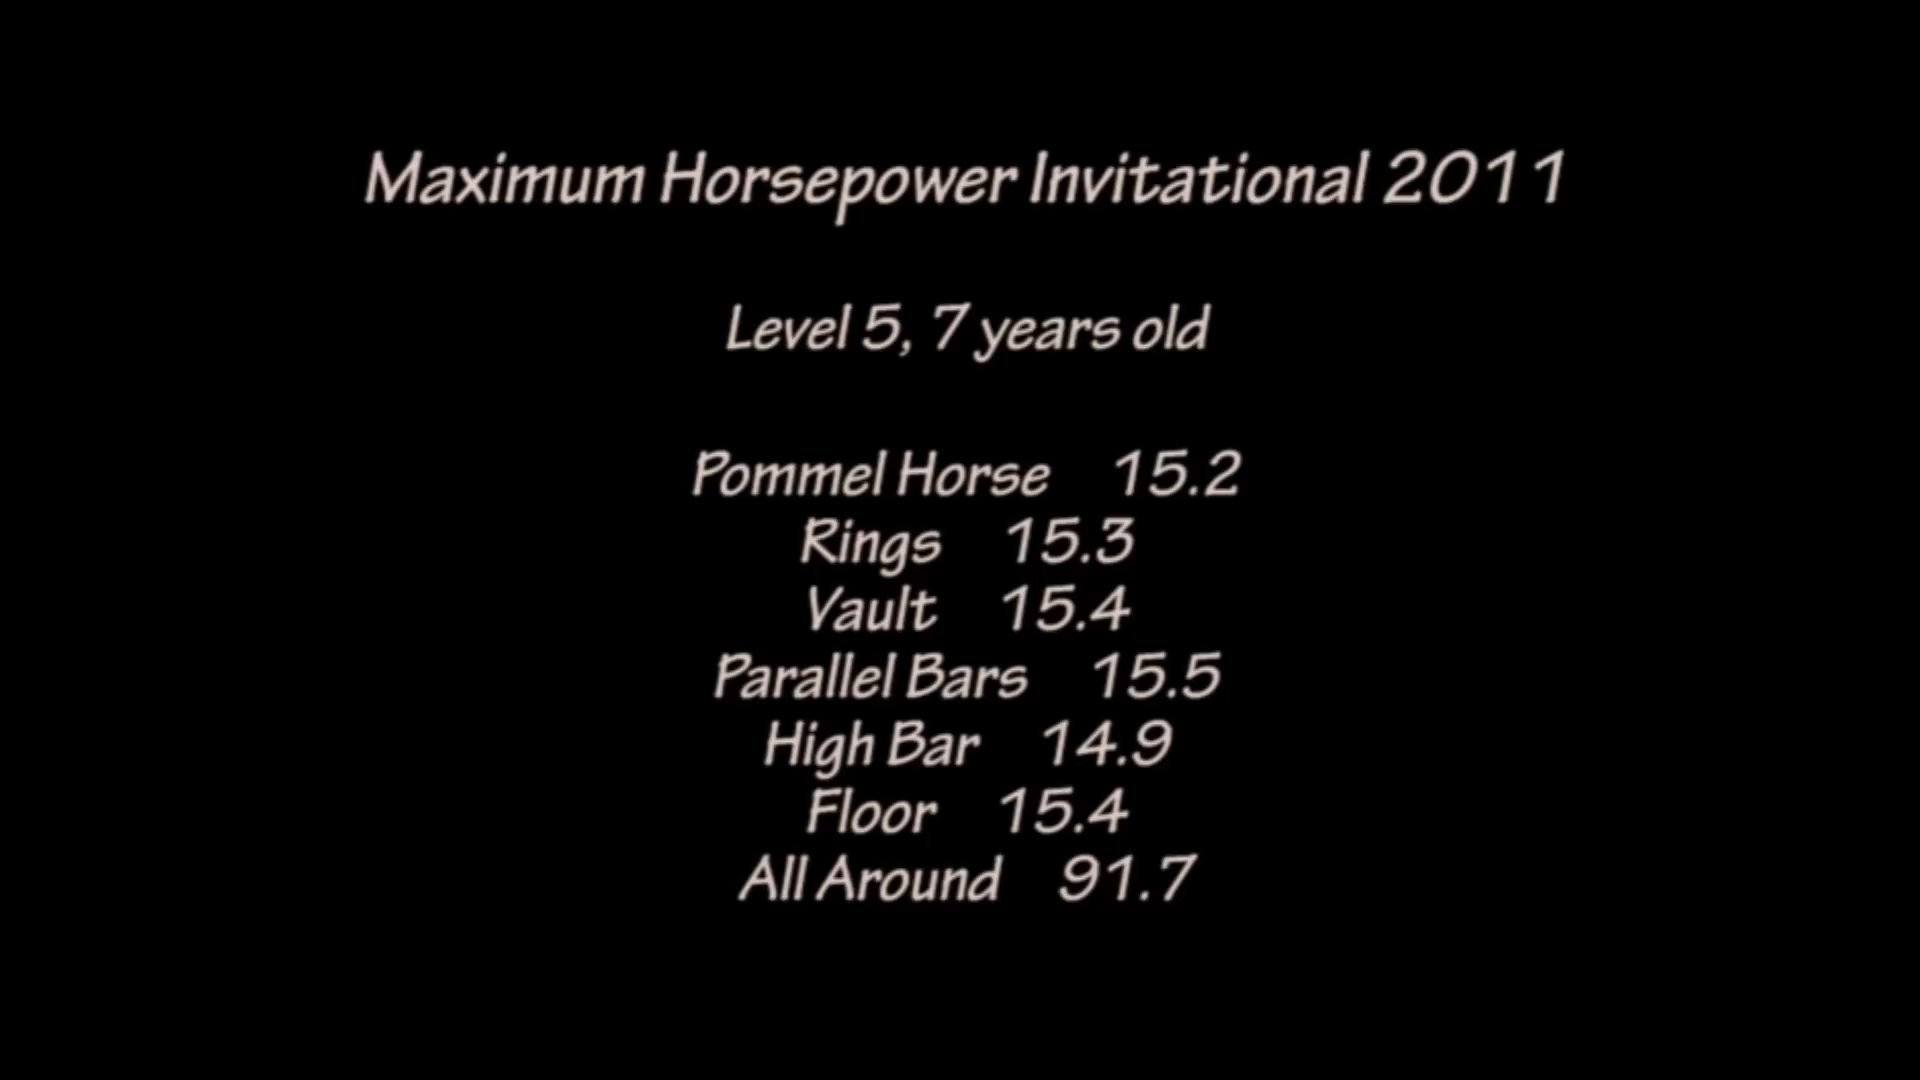 Maximum Horsepower Invitational 2011
Level 5, 7 years old
Pommel Horse 15.2
Rings 15.3
Vault 15.4
Parallel Bars 15.5
High Bar 14.9
Floor 15.4
All Around 91.7